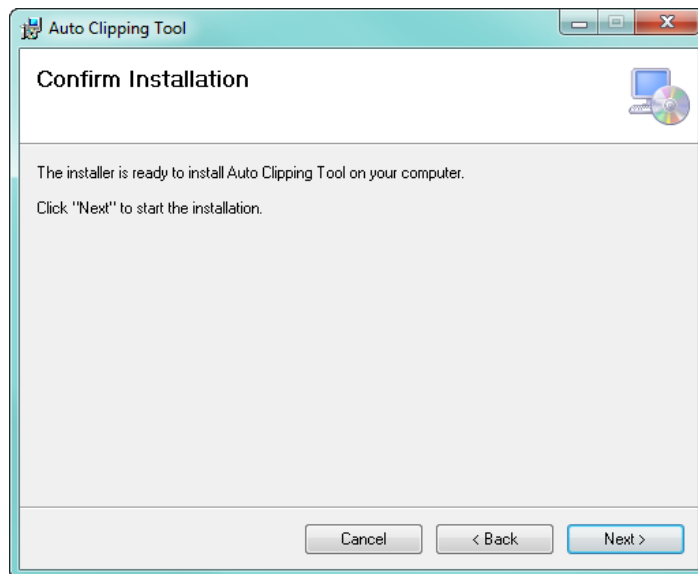 Auto Clipping Tool
Confirm Installation
The installer is ready to install Auto Clipping Tool on your computer.
Click "Next" to start the installation.
Cancel
< Back
Next >